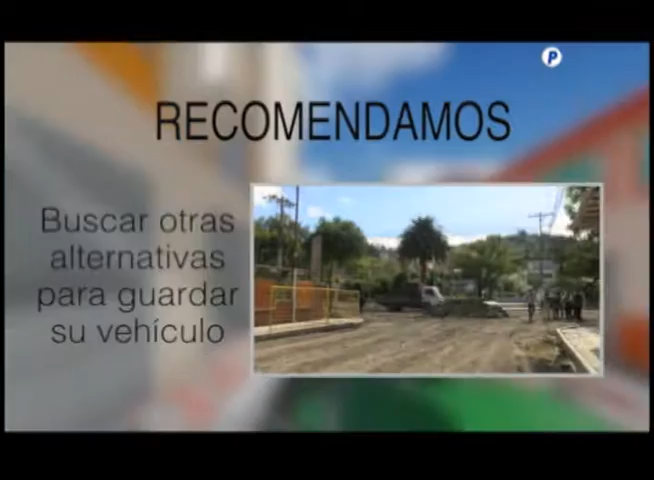 P
RECOMENDAMOS
Buscar otras
alternativas
para guardar
su vehículo